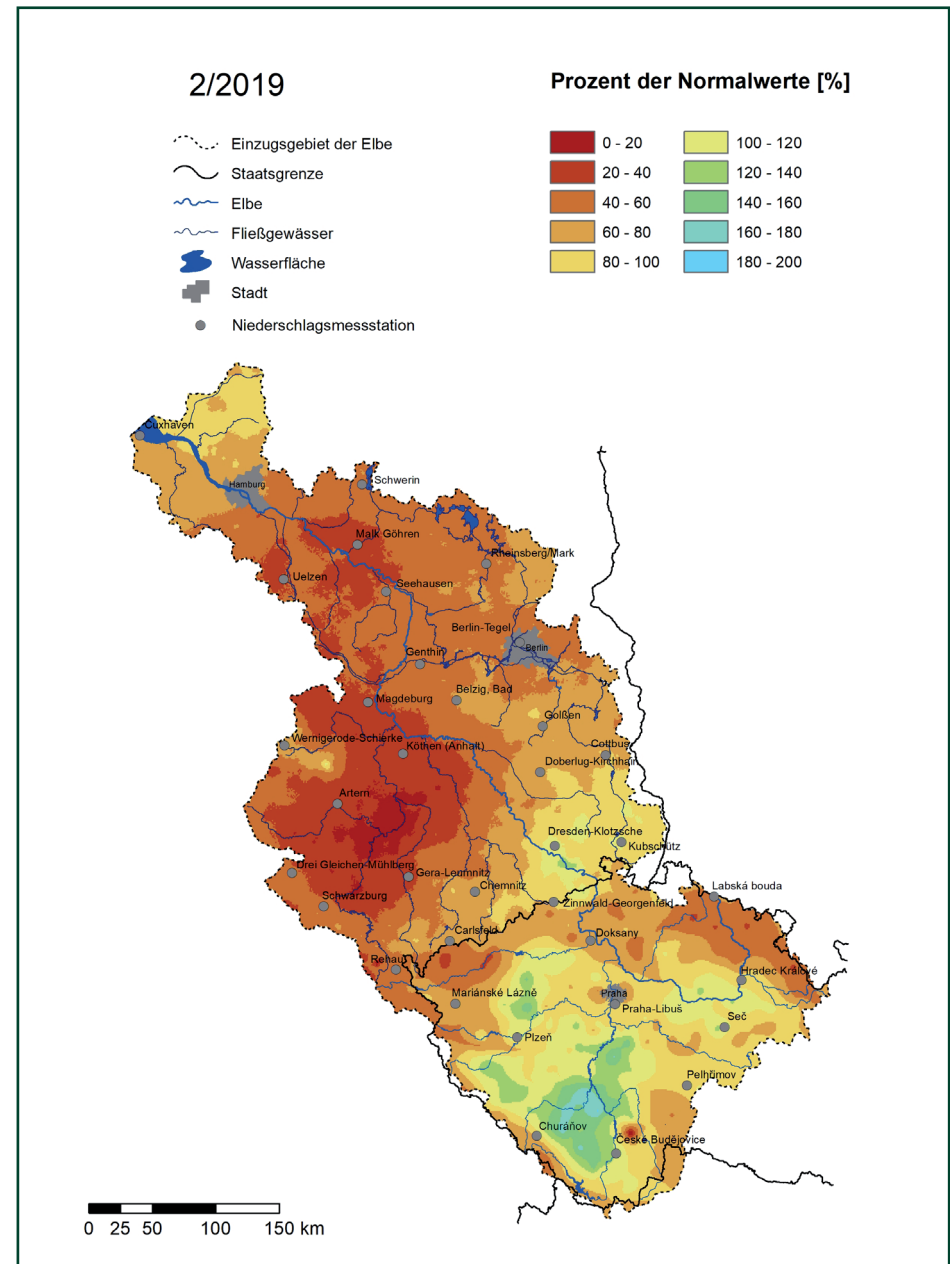 2/2019
Prozent der Normalwerte [%]
Einzugsgebiet der Elbe
Staatsgrenze
Elbe
Fließgewässer
Wasserfläche
Stadt
Niederschlagsmessstation
0 - 20
20 - 40
40 - 60
60 - 80
80 - 100
100 - 120
120 - 140
140 - 160
160 - 180
180 - 200
Cuxhaven
Hamburg
Schwerin
Malk Göhren
Rheinsberg/Mark
Uelzen
Seehausen
Berlin-Tegel
Berlin
Genthin
Belzig, Bad
Magdeburg
Golßen
Wernigerode-Schierke
Köthen (Anhalt)
Cottbus
Doberlug-Kirchhain
Artern
Dresden-Klotzsche
Kubschütz
Drei Gleichen-Mühlberg
Gera-Leumnitz
Chemnitz
Labská bouda
Schwarzburg
Zinnwald-Georgenfeld
Carlsfeld
Doksany
Rehau
Hradec Králové
Mariánské Lázně
Praha
Praha-Libuš
Seč
Plzeň
Pelhřimov
Churáňov
České Budějovice
0 25 50 100 150 km